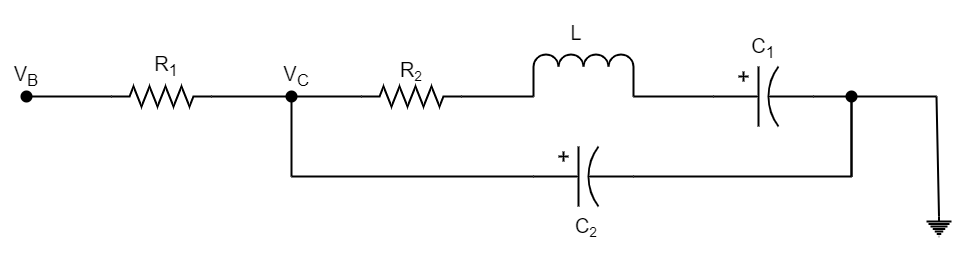 V_B
R_1
V_C
R_2
L
C_1
+
+
C_2